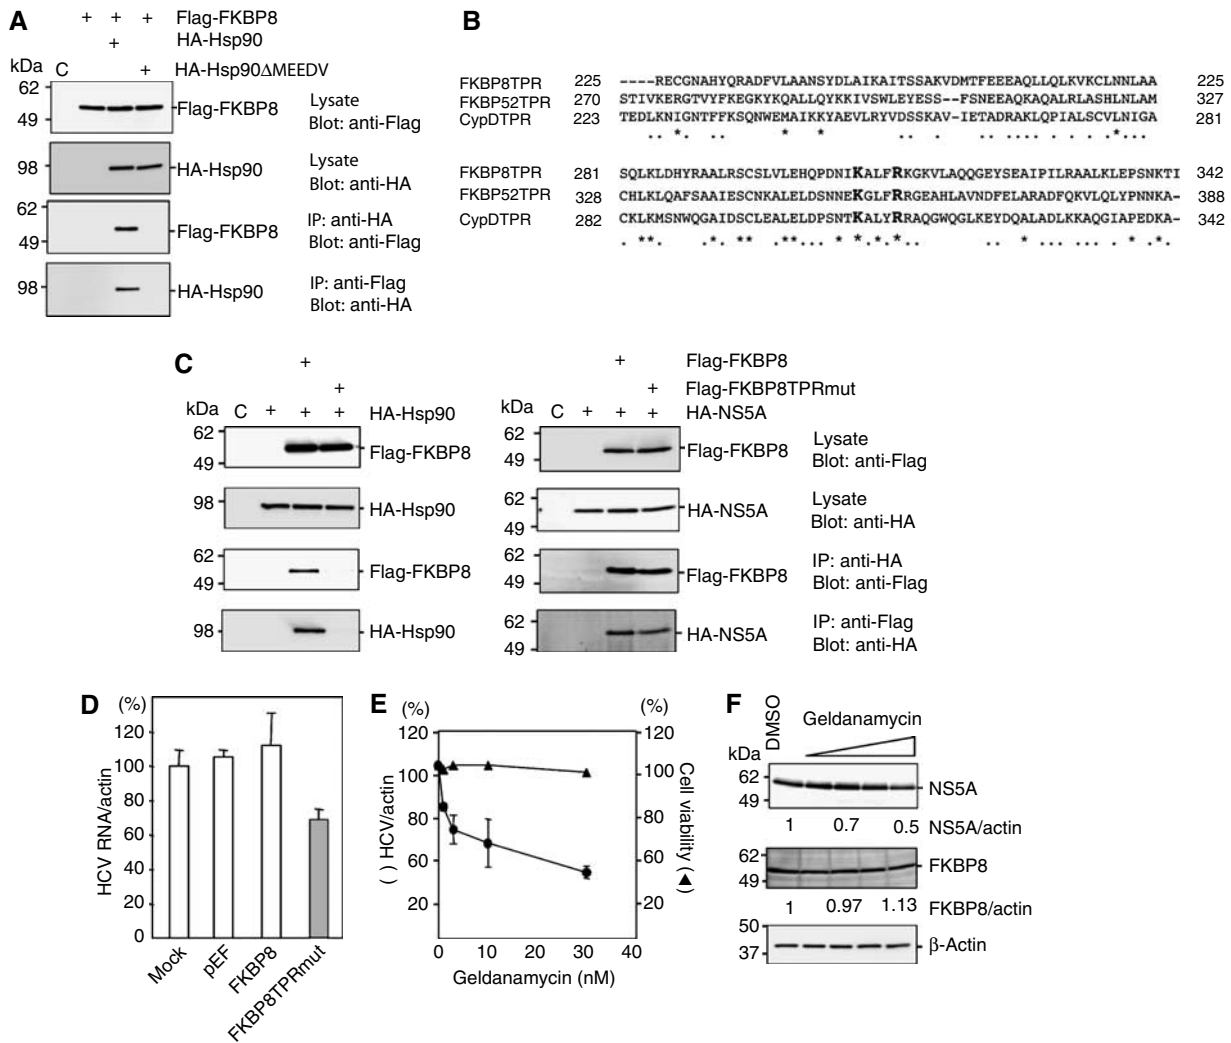 A
+ + + Flag-FKBP8
+ HA-Hsp90
kDa C + HA-Hsp90ΔMEEDV
62
49
Flag-FKBP8
Lysate
Blot: anti-Flag
98
HA-Hsp90
Lysate
Blot: anti-HA
62
49
Flag-FKBP8
IP: anti-HA
Blot: anti-Flag
98
HA-Hsp90
IP: anti-Flag
Blot: anti-HA
B
FKBP8TPR 225 ----RECGNAHYQRADFVLAANSYDLAIKAITSSAKVDMTFEEEAQLLQLKVKCLNNLAA 225
FKBP52TPR 270 STIVKERGTVYFKEGKYKQALLQYKKIVSWLEYESS--FSNEEAQKAQALRLASHLNLAM 327
CypDTPR 223 TEDLKNIGNTFFKSQNWEMAIKKYAEVLRYVDSSKAV-IETADRAKLQPIALSCVLNIGA 281
FKBP8TPR 281 SQLKLDHYRAALRSCSLVLEHQPDNIKALFRKGKVLAQQGEYSEAIPILRAALKLEPSNKTI 342
FKBP52TPR 328 CHLKLQAFSAAIESCNKALELDSNNEKGLFRRGEAHLAVNDFELARADFQKVLQLYPNNKA- 388
CypDTPR 282 CKLKMSNWQGAIDSCLEALELDPSNTKALYRRAQGWQGLKEYDQALADLKKAQGIAPEDKA- 342
C
+ Flag-FKBP8
+ Flag-FKBP8TPRmut
kDa C + + + HA-Hsp90
kDa C + + + HA-NS5A
62
49
Flag-FKBP8
62
49
Flag-FKBP8
Lysate
Blot: anti-Flag
98
HA-Hsp90
62
49
HA-NS5A
Lysate
Blot: anti-HA
62
49
Flag-FKBP8
62
49
Flag-FKBP8
IP: anti-HA
Blot: anti-Flag
98
HA-Hsp90
62
49
HA-NS5A
IP: anti-Flag
Blot: anti-HA
D
(%)
HCV RNA/actin
120
100
80
60
40
20
0
Mock
pEF
FKBP8
FKBP8TPRmut
E
(%)
(%)
( ) HCV/actin
120
100
80
60
40
20
120
100
80
60
20
Cell viability (▲)
0 10 20 30 40
Geldanamycin (nM)
F
DMSO
Geldanamycin
kDa
62
49
NS5A
1 0.7 0.5 NS5A/actin
62
49
FKBP8
1 0.97 1.13 FKBP8/actin
50
37
β-Actin